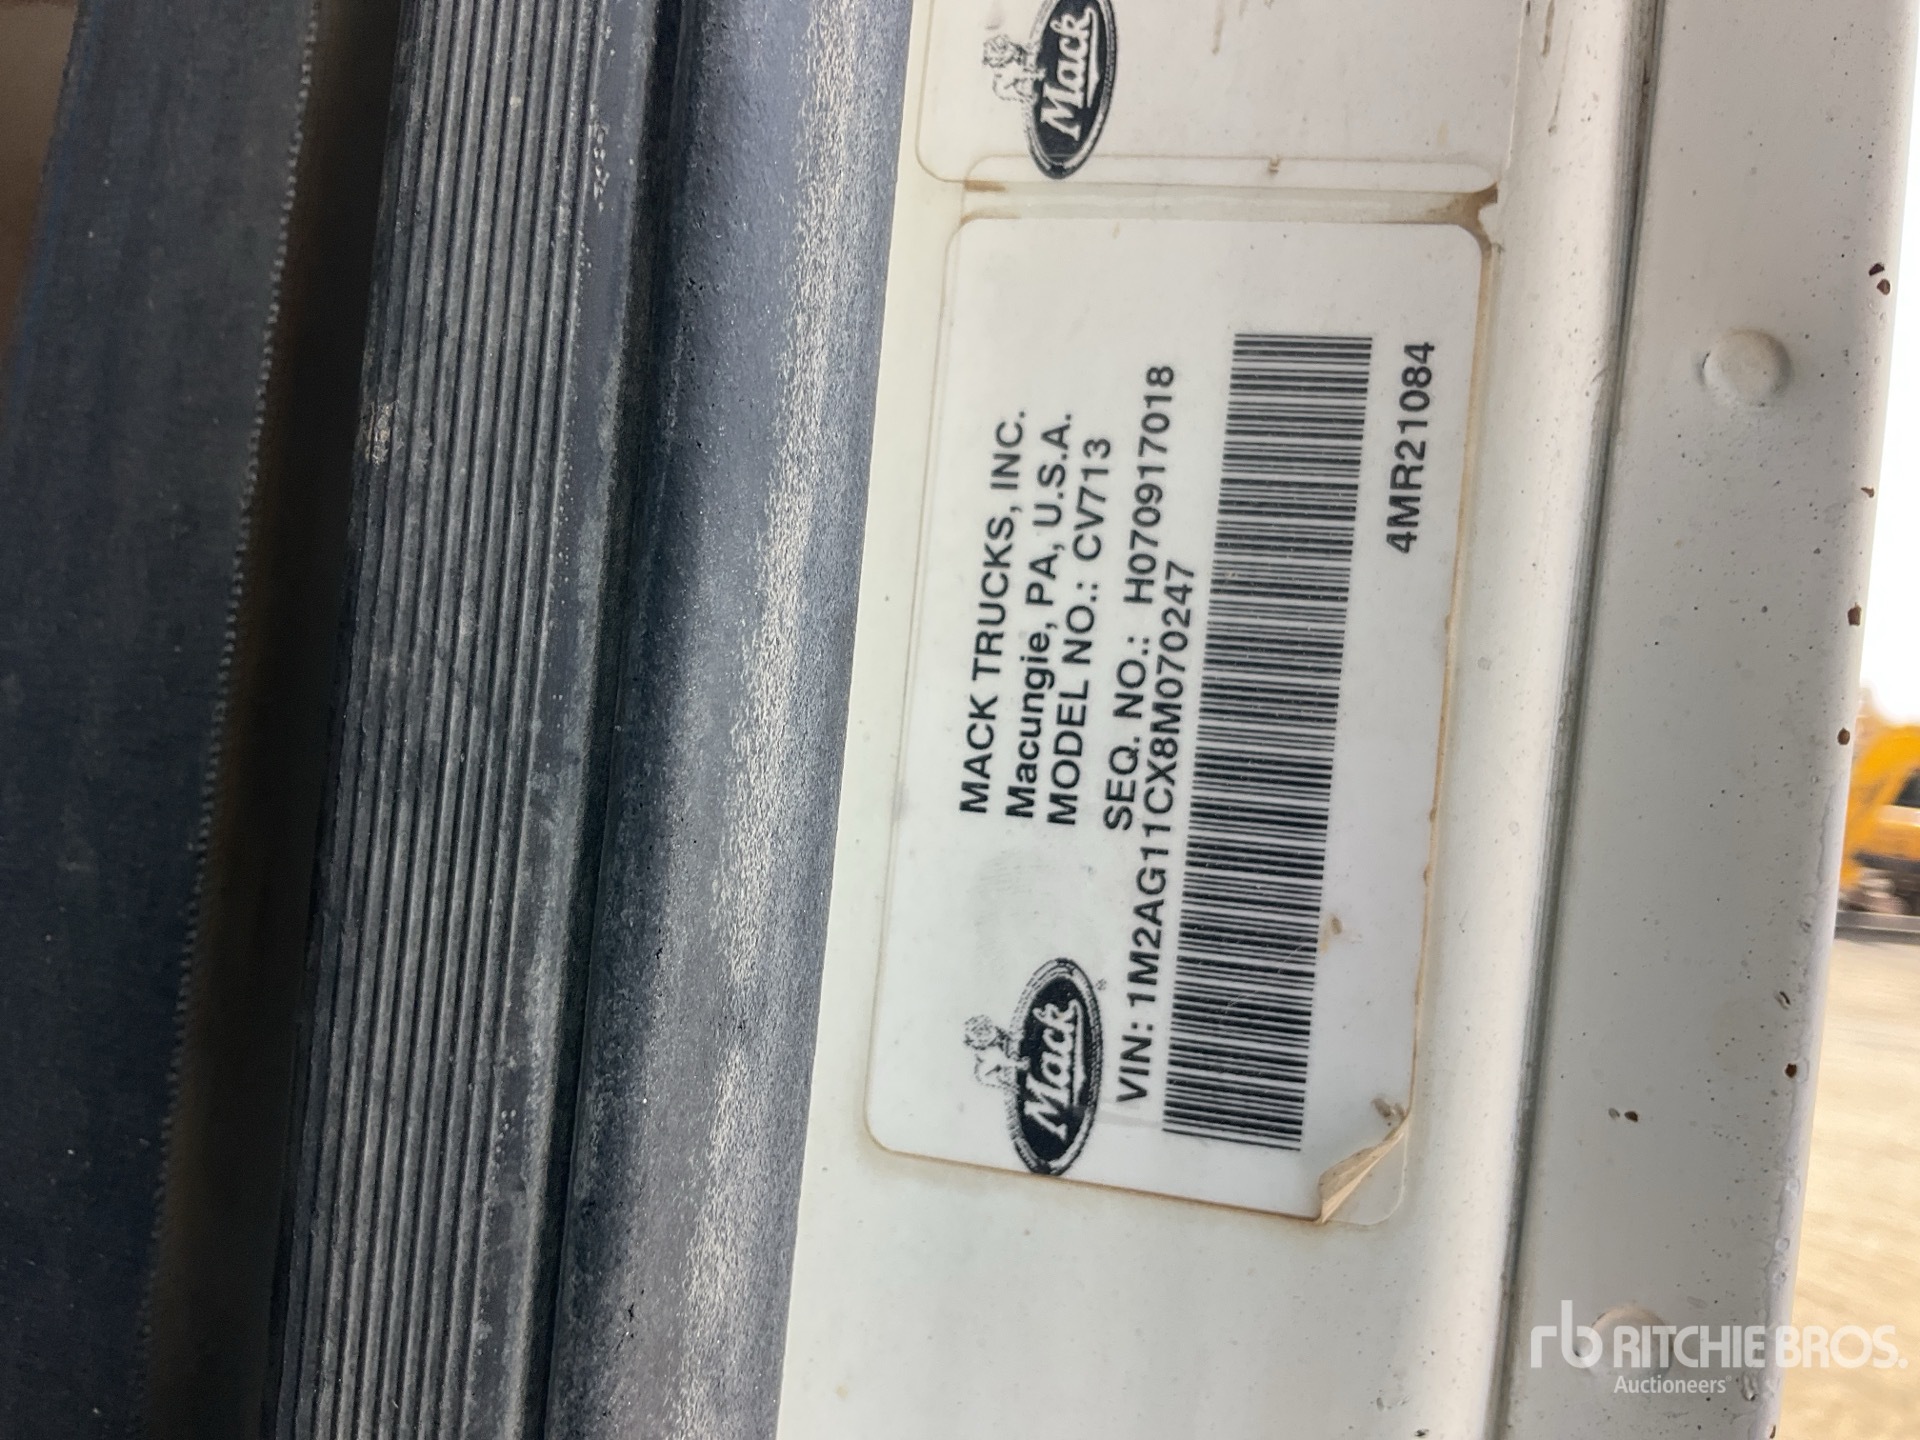 Mack
MACK TRUCKS, INC.
Macungie, PA, U.S.A.
MODEL NO.: CV713
SEQ. NO.: H070917018
Mack
VIN: 1M2AG11CX8M070247
4MR21084
rb RITCHIE BROS.
Auctioneers